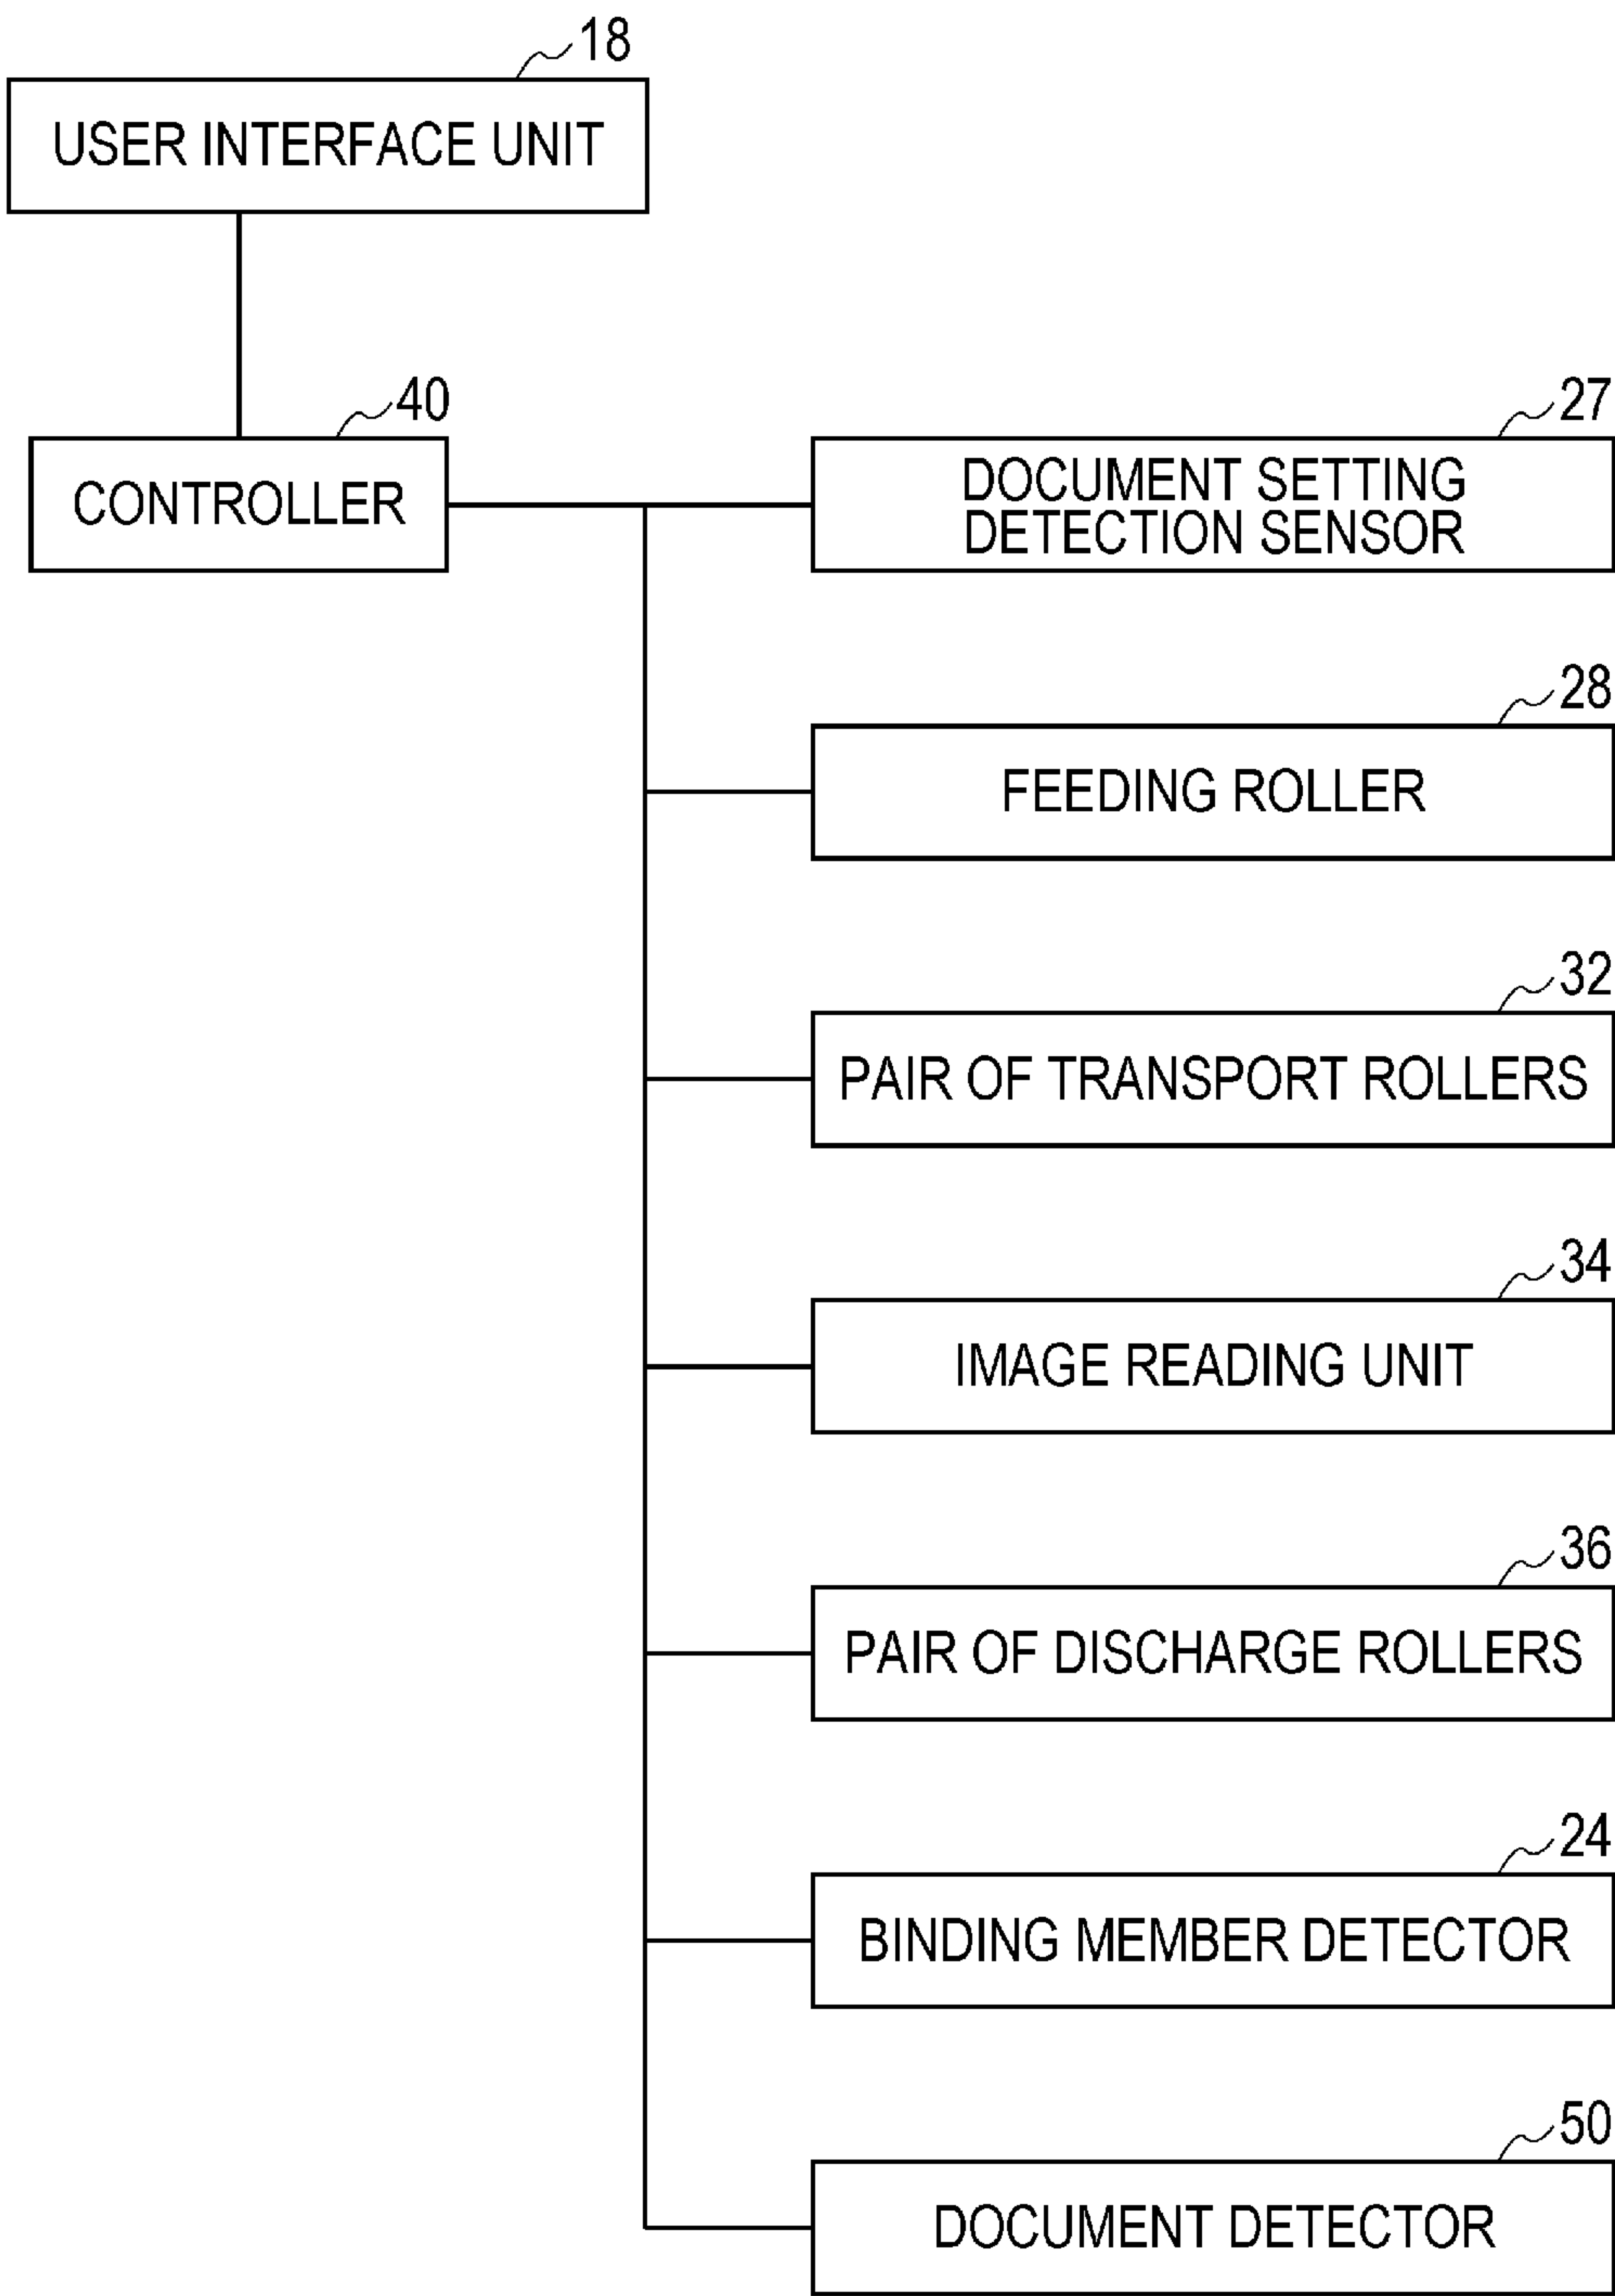 18
USER INTERFACE UNIT
40
CONTROLLER
27
DOCUMENT SETTING
DETECTION SENSOR
28
FEEDING ROLLER
32
PAIR OF TRANSPORT ROLLERS
34
IMAGE READING UNIT
36
PAIR OF DISCHARGE ROLLERS
24
BINDING MEMBER DETECTOR
50
DOCUMENT DETECTOR